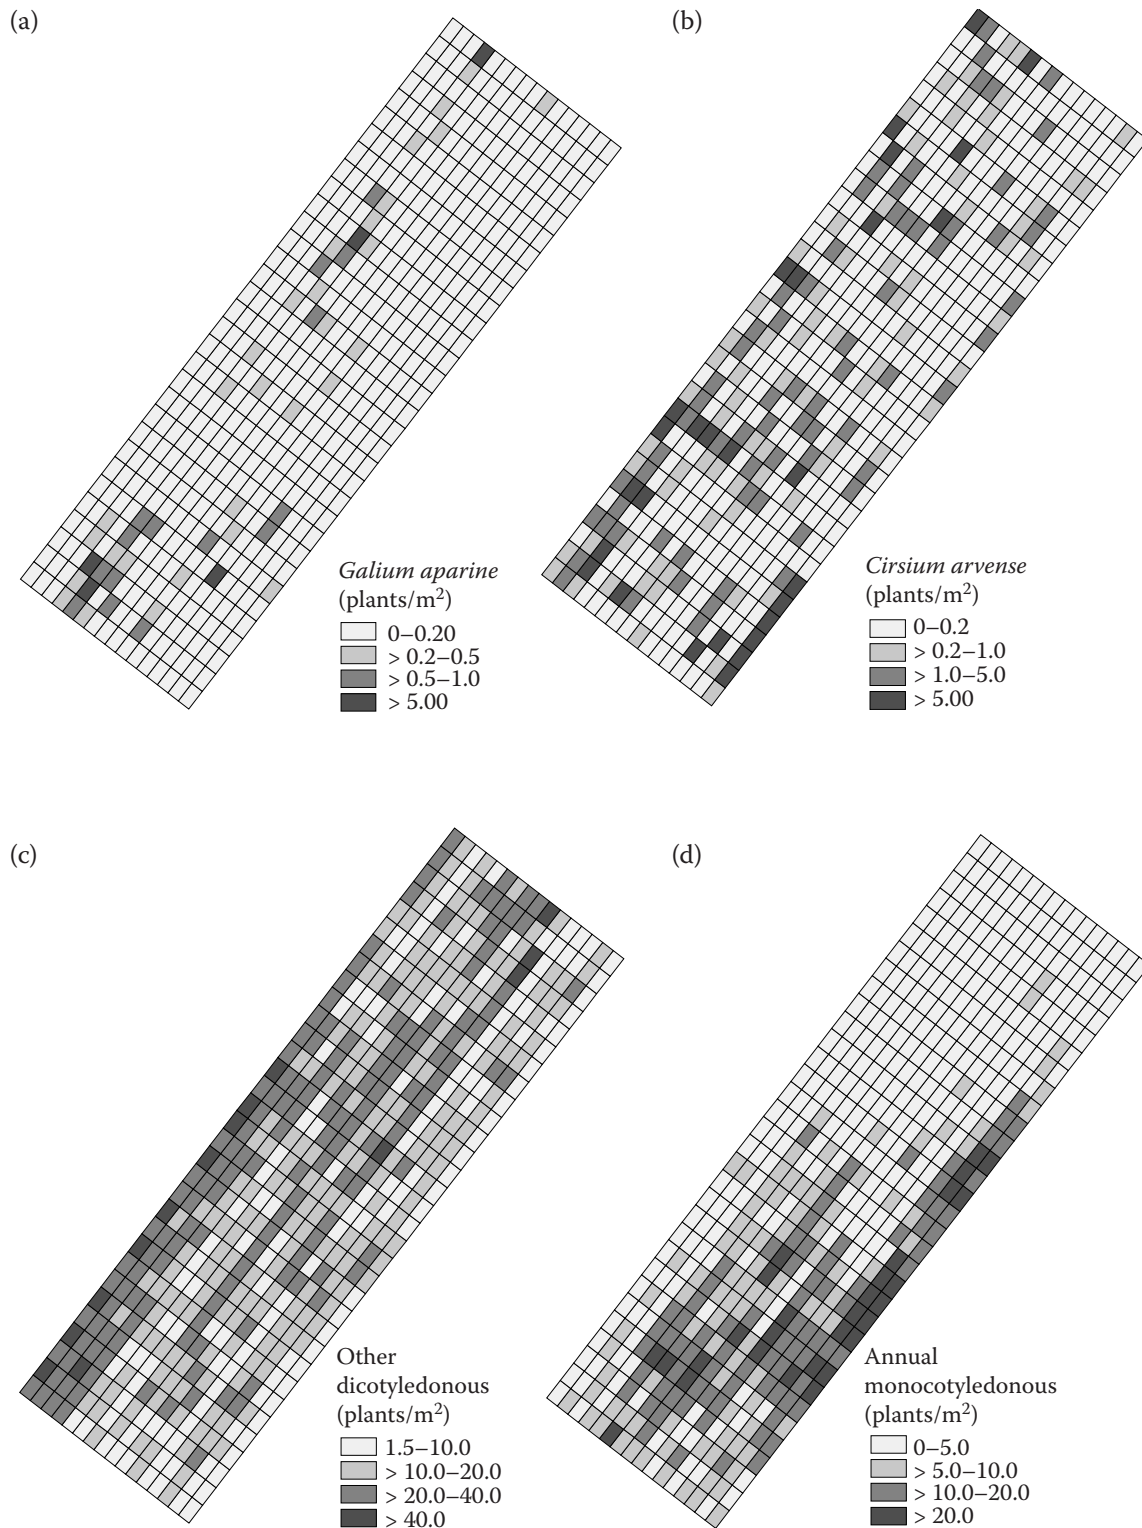 (a)
(b)
Galium aparine
(plants/m²)
0–0.20
> 0.2–0.5
> 0.5–1.0
> 5.00
Cirsium arvense
(plants/m²)
0–0.2
> 0.2–1.0
> 1.0–5.0
> 5.00
(c)
(d)
Other
dicotyledonous
(plants/m²)
1.5–10.0
> 10.0–20.0
> 20.0–40.0
> 40.0
Annual
monocotyledonous
(plants/m²)
0–5.0
> 5.0–10.0
> 10.0–20.0
> 20.0